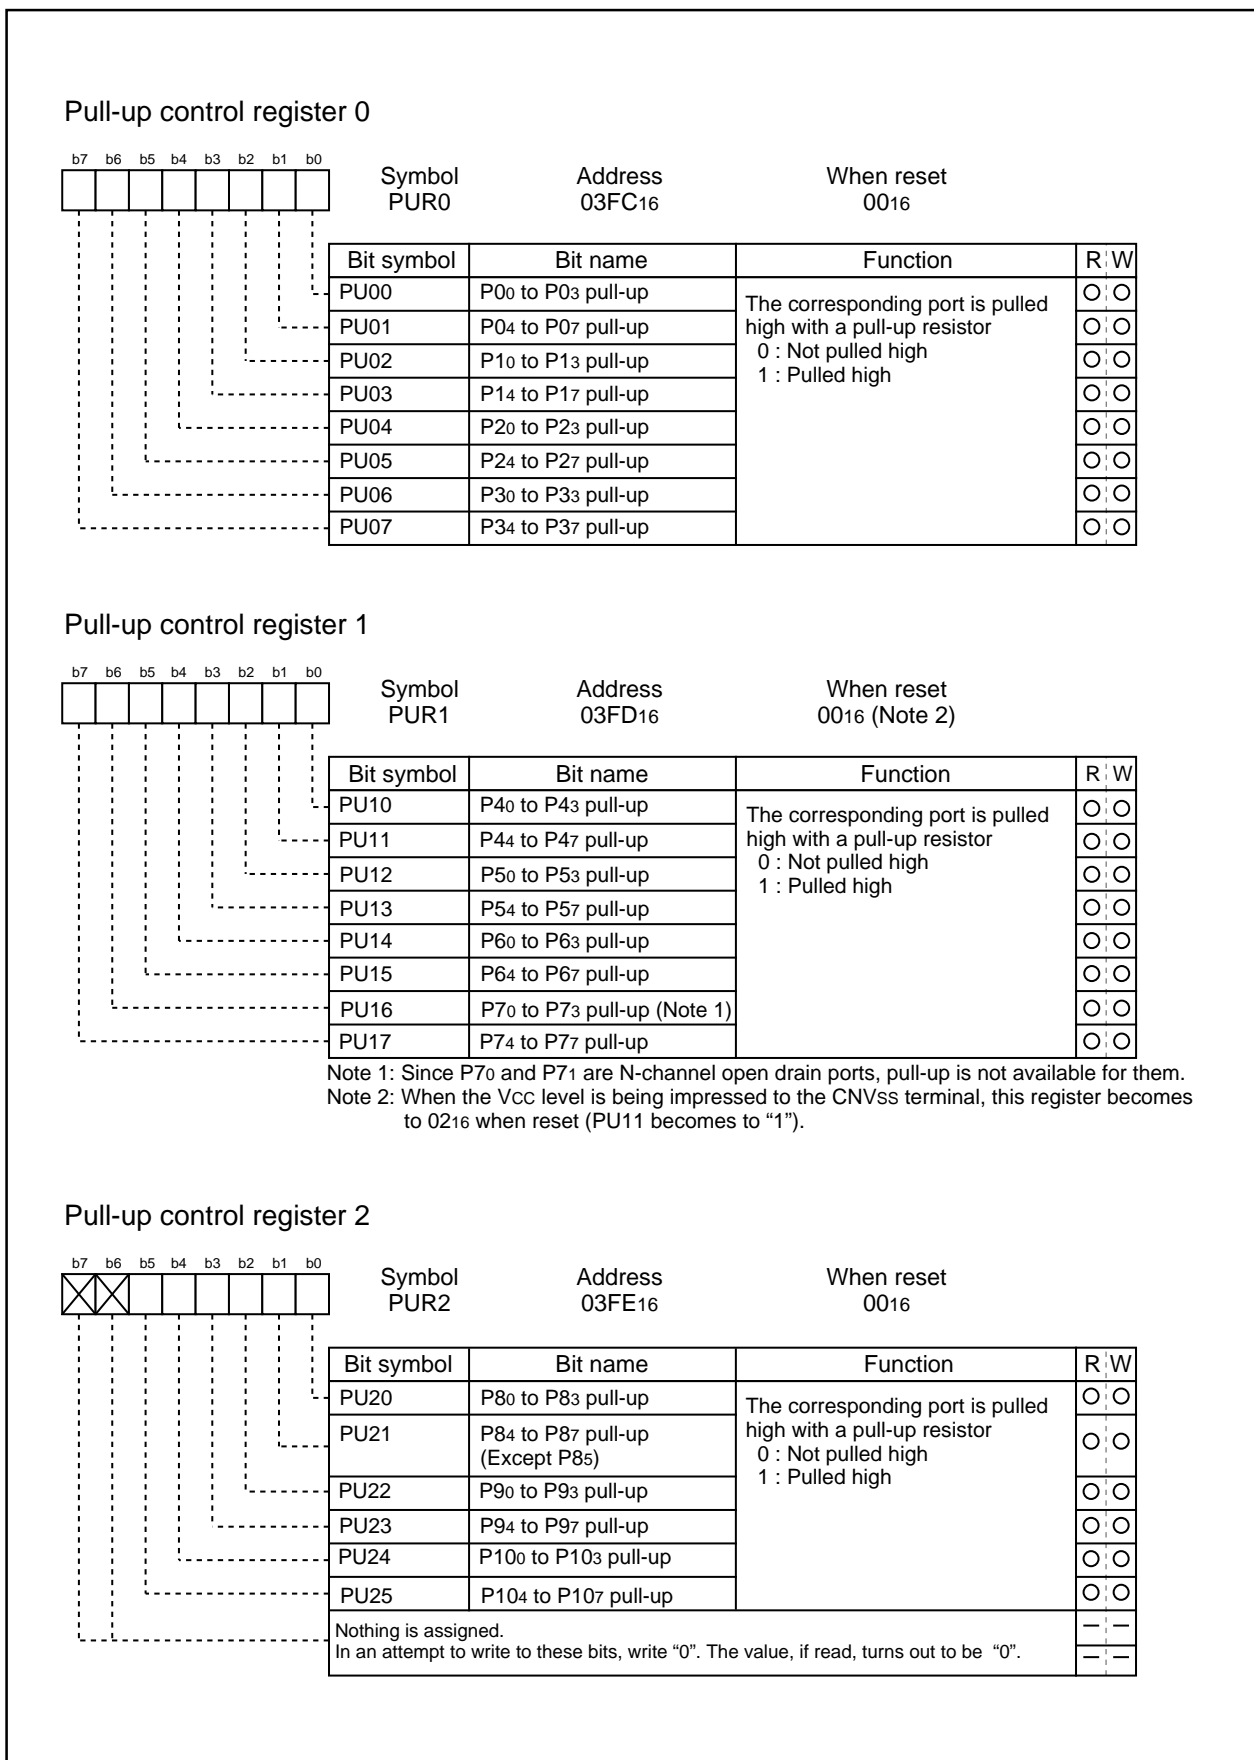 Pull-up control register 0
b7 b6 b5 b4 b3 b2 b1 b0
Symbol Address When reset
PUR0 03FC16 0016
Bit symbol Bit name Function R W
PU00 P00 to P03 pull-up The corresponding port is pulled
PU01 P04 to P07 pull-up high with a pull-up resistor
0 : Not pulled high
PU02 P10 to P13 pull-up 1 : Pulled high
PU03 P14 to P17 pull-up
PU04 P20 to P23 pull-up
PU05 P24 to P27 pull-up
PU06 P30 to P33 pull-up
PU07 P34 to P37 pull-up
Pull-up control register 1
b7 b6 b5 b4 b3 b2 b1 b0
Symbol Address When reset
PUR1 03FD16 0016 (Note 2)
Bit symbol Bit name Function R W
PU10 P40 to P43 pull-up The corresponding port is pulled
PU11 P44 to P47 pull-up high with a pull-up resistor
0 : Not pulled high
PU12 P50 to P53 pull-up 1 : Pulled high
PU13 P54 to P57 pull-up
PU14 P60 to P63 pull-up
PU15 P64 to P67 pull-up
PU16 P70 to P73 pull-up (Note 1)
PU17 P74 to P77 pull-up
Note 1: Since P70 and P71 are N-channel open drain ports, pull-up is not available for them.
Note 2: When the VCC level is being impressed to the CNVSS terminal, this register becomes
to 0216 when reset (PU11 becomes to “1”).
Pull-up control register 2
b7 b6 b5 b4 b3 b2 b1 b0
Symbol Address When reset
PUR2 03FE16 0016
Bit symbol Bit name Function R W
PU20 P80 to P83 pull-up The corresponding port is pulled
PU21 P84 to P87 pull-up high with a pull-up resistor
(Except P85) 0 : Not pulled high
1 : Pulled high
PU22 P90 to P93 pull-up
PU23 P94 to P97 pull-up
PU24 P100 to P103 pull-up
PU25 P104 to P107 pull-up
Nothing is assigned.
In an attempt to write to these bits, write “0”. The value, if read, turns out to be “0”.